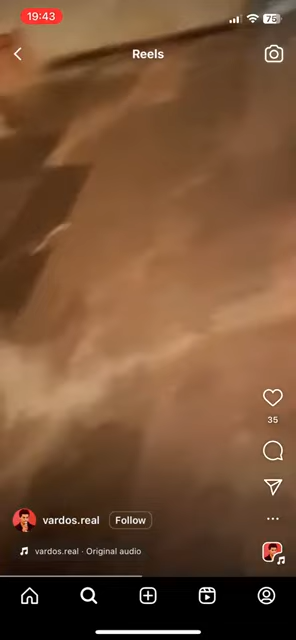 19:43
75
Reels
35
vardos.real Follow
vardos.real · Original audio